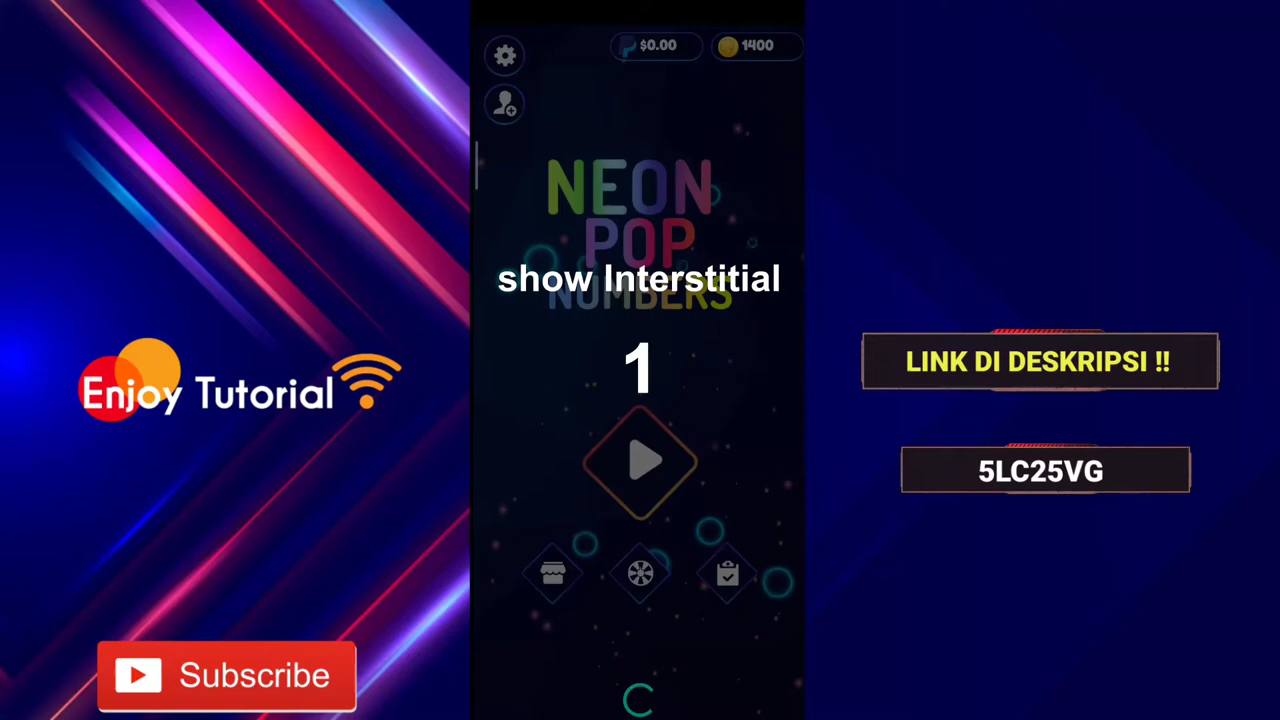 $0.00
1400
NEON
POP
NUMBERS
show Interstitial
1
Enjoy Tutorial
LINK DI DESKRIPSI !!
5LC25VG
Subscribe